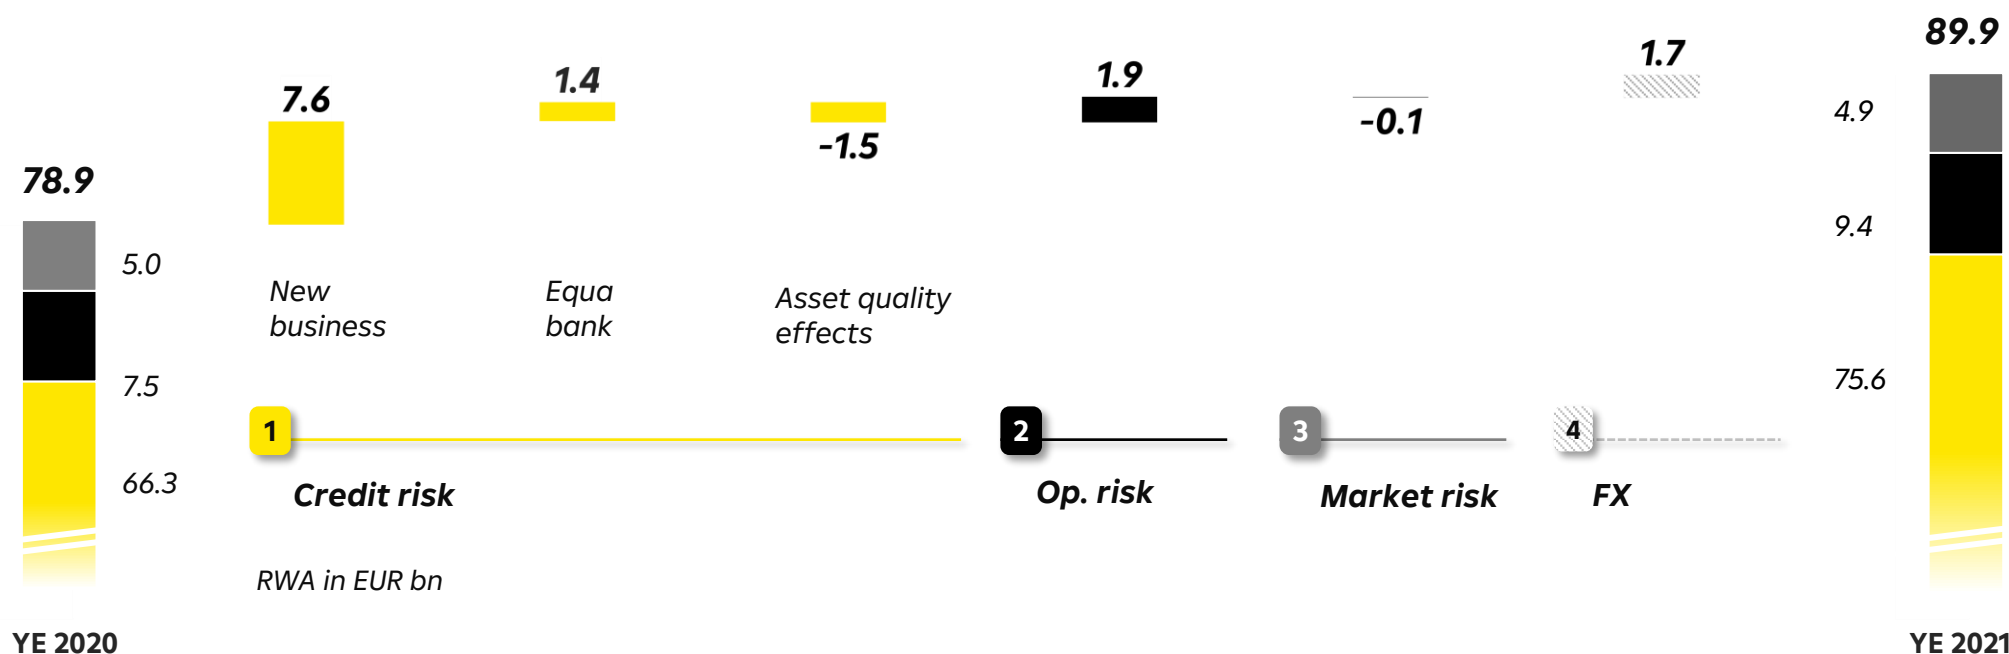 89.9
1.7
1.9
1.4
7.6
4.9
-0.1
-1.5
78.9
9.4
5.0
New
business
Equa
bank
Asset quality
effects
7.5
75.6
1
2
3
4
66.3
Credit risk
Op. risk
Market risk
FX
RWA in EUR bn
YE 2020
YE 2021